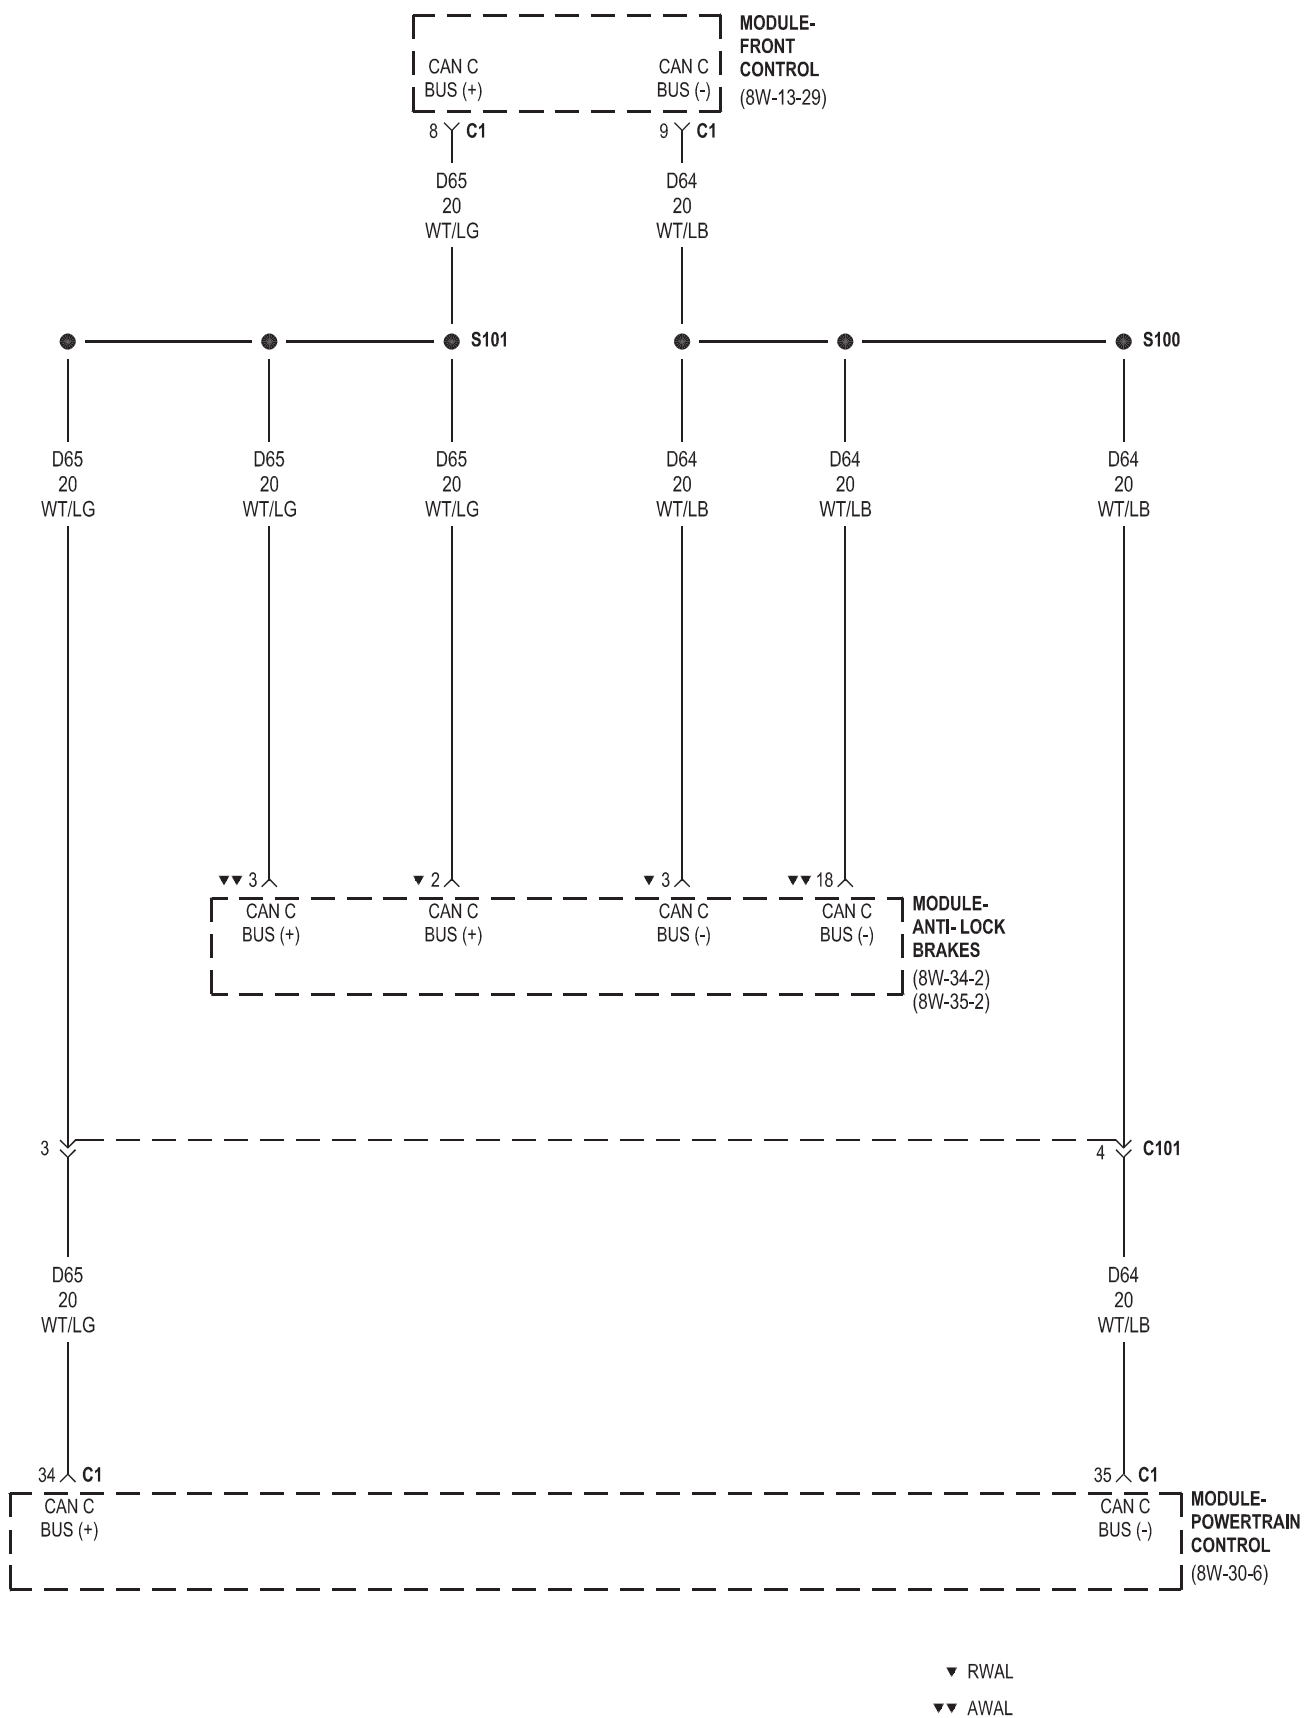 MODULE-
FRONT
CONTROL
(8W-13-29)
CAN C
BUS (+)
CAN C
BUS (-)
8 C1
9 C1
D65
20
WT/LG
D64
20
WT/LB
S101
S100
D65
20
WT/LG
D65
20
WT/LG
D65
20
WT/LG
D64
20
WT/LB
D64
20
WT/LB
D64
20
WT/LB
▼▼ 3
▼ 2
▼ 3
▼▼ 18
CAN C
BUS (+)
CAN C
BUS (+)
CAN C
BUS (-)
CAN C
BUS (-)
MODULE-
ANTI-LOCK
BRAKES
(8W-34-2)
(8W-35-2)
3
4 C101
D65
20
WT/LG
D64
20
WT/LB
34 C1
35 C1
CAN C
BUS (+)
CAN C
BUS (-)
MODULE-
POWERTRAIN
CONTROL
(8W-30-6)
▼ RWAL
▼▼ AWAL